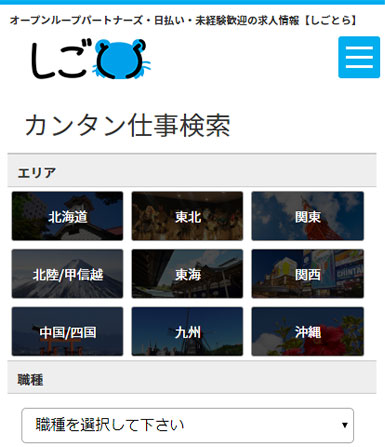 オープンループパートナーズ・日払い・未経験歓迎の求人情報【しごとら】
しごとら
カンタン仕事検索
エリア
北海道
東北
関東
北陸/甲信越
東海
関西
中国/四国
九州
沖縄
職種
職種を選択して下さい